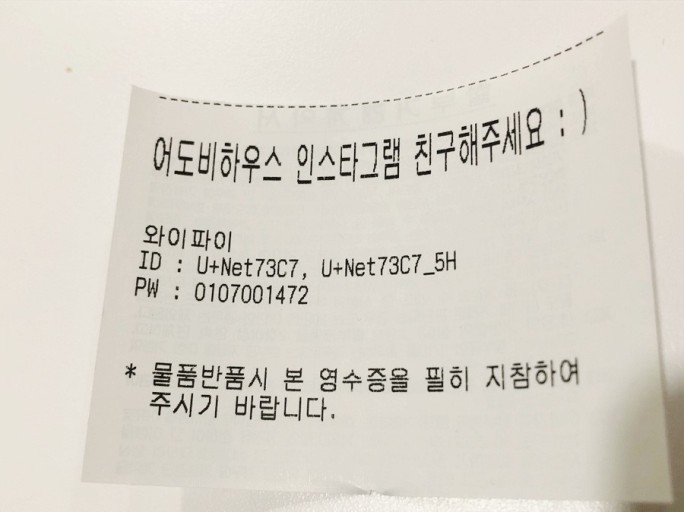 어도비하우스 인스타그램 친구해주세요 : )
와이파이
ID : U+Net73C7, U+Net73C7_5H
PW : 0107001472
* 물품반품시 본 영수증을 필히 지참하여
주시기 바랍니다.